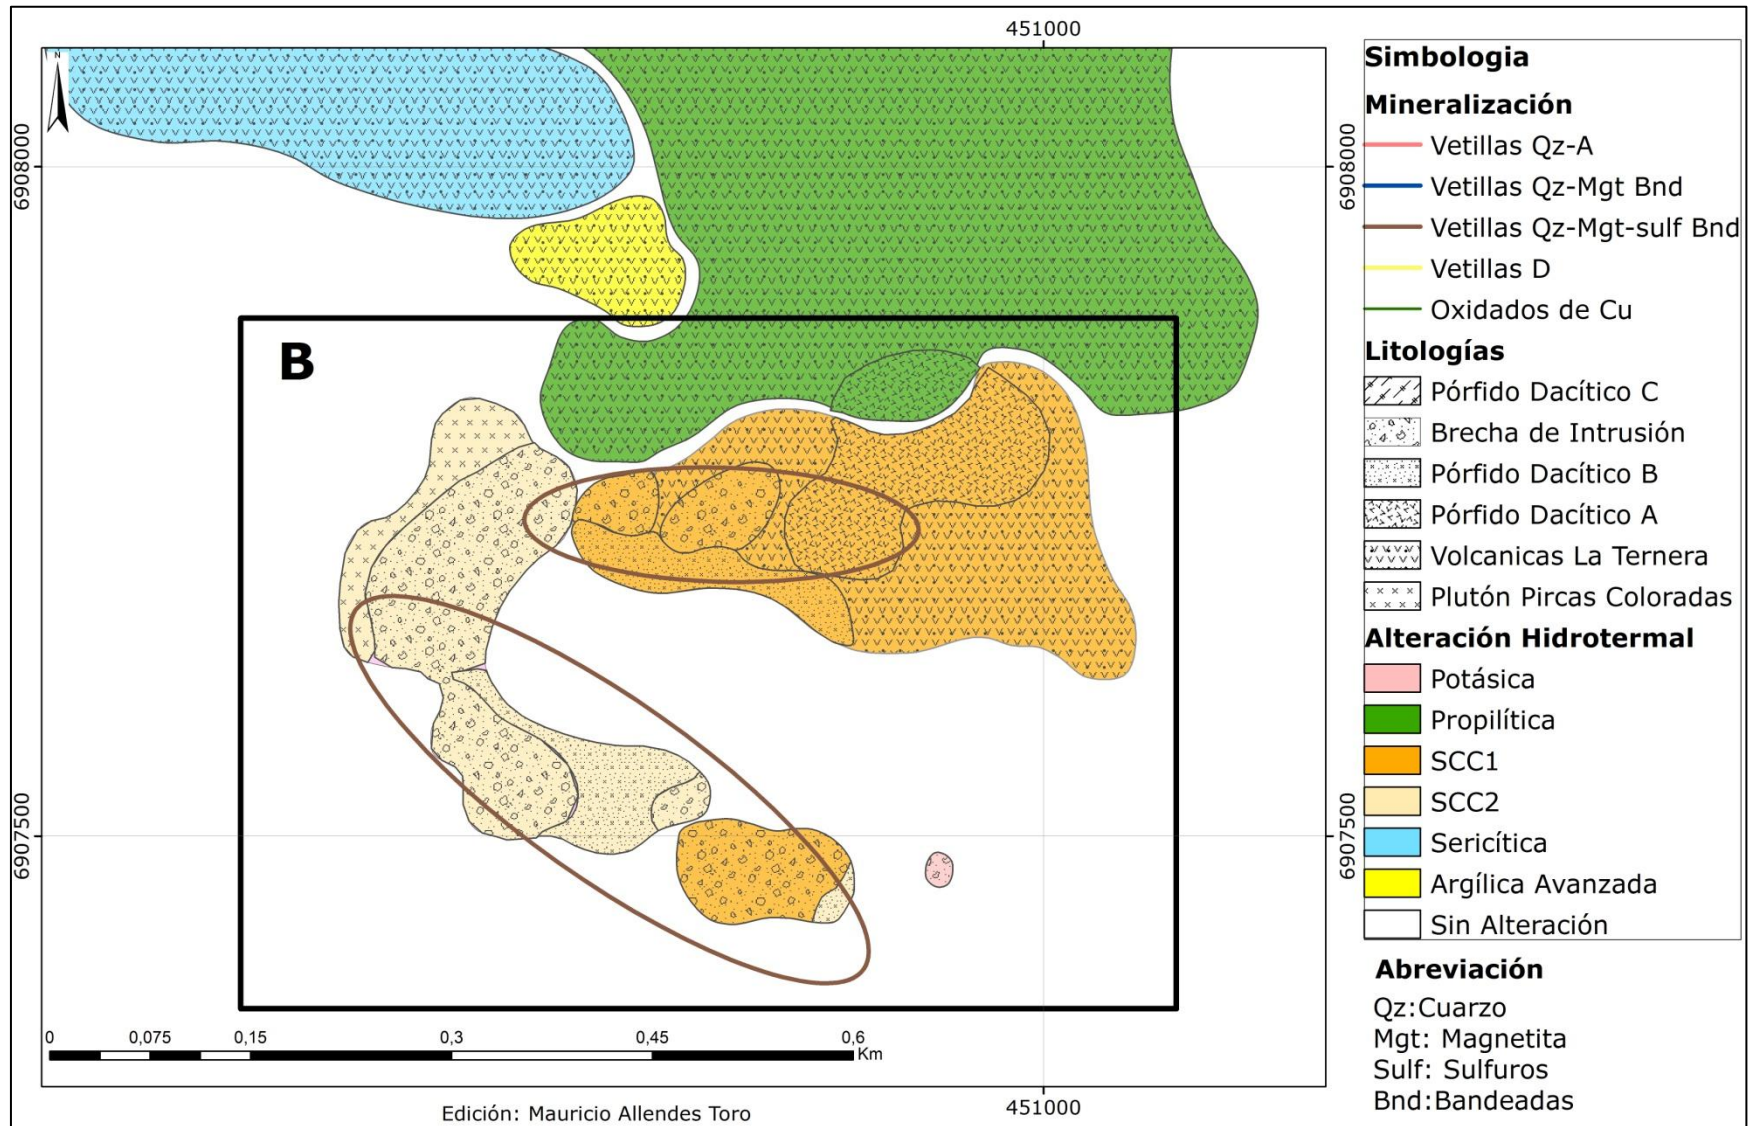 451000
N
6908000
6908000
B
6907500
6907500
0 0,075 0,15 0,3 0,45 0,6
Km
Edición: Mauricio Allendes Toro
451000
Simbologia
Mineralización
Vetillas Qz-A
Vetillas Qz-Mgt Bnd
Vetillas Qz-Mgt-sulf Bnd
Vetillas D
Oxidados de Cu
Litologías
Pórfido Dacítico C
Brecha de Intrusión
Pórfido Dacítico B
Pórfido Dacítico A
Volcanicas La Ternera
Plutón Pircas Coloradas
Alteración Hidrotermal
Potásica
Propilítica
SCC1
SCC2
Sericítica
Argílica Avanzada
Sin Alteración
Abreviación
Qz:Cuarzo
Mgt: Magnetita
Sulf: Sulfuros
Bnd:Bandeadas